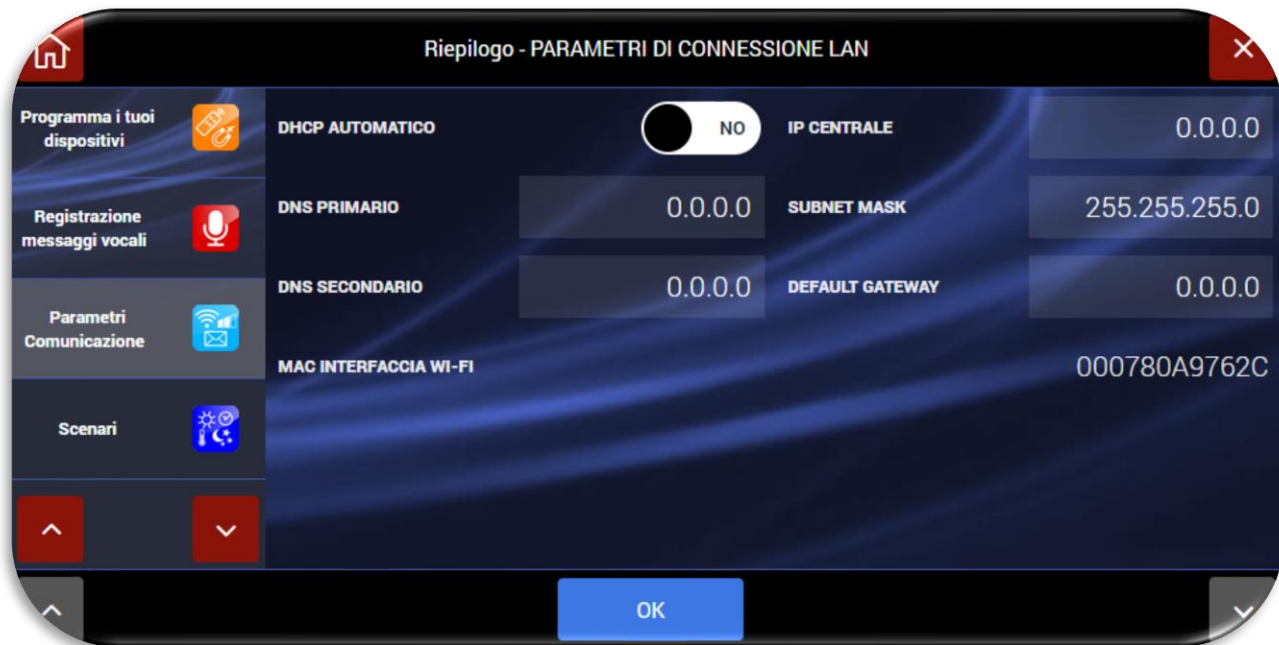 Riepilogo - PARAMETRI DI CONNESSIONE LAN
Programma i tuoi
dispositivi
Registrazione
messaggi vocali
Parametri
Comunicazione
Scenari
DHCP AUTOMATICO
NO
IP CENTRALE
0.0.0.0
DNS PRIMARIO
0.0.0.0
SUBNET MASK
255.255.255.0
DNS SECONDARIO
0.0.0.0
DEFAULT GATEWAY
0.0.0.0
MAC INTERFACCIA WI-FI
000780A9762C
OK